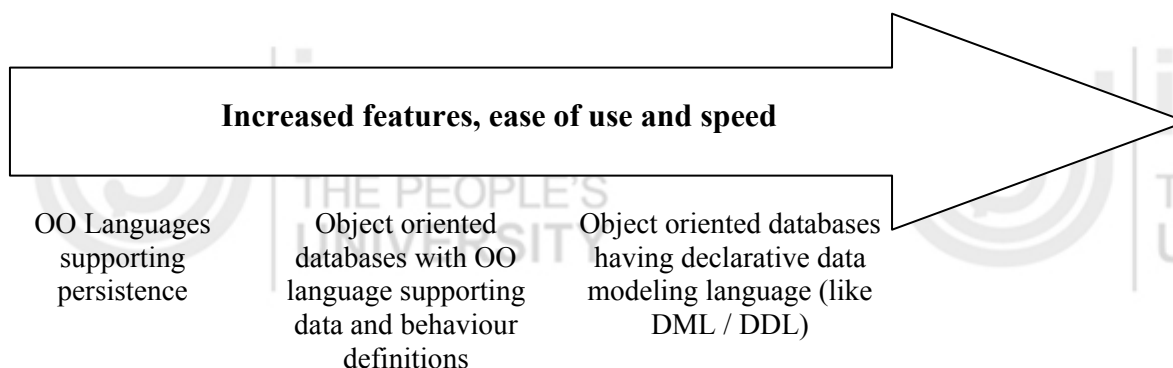 Increased features, ease of use and speed
THE PEOPLE'S
UNIVERSITY
OO Languages
supporting
persistence
Object oriented
databases with OO
language supporting
data and behaviour
definitions
Object oriented databases
having declarative data
modeling language (like
DML / DDL)